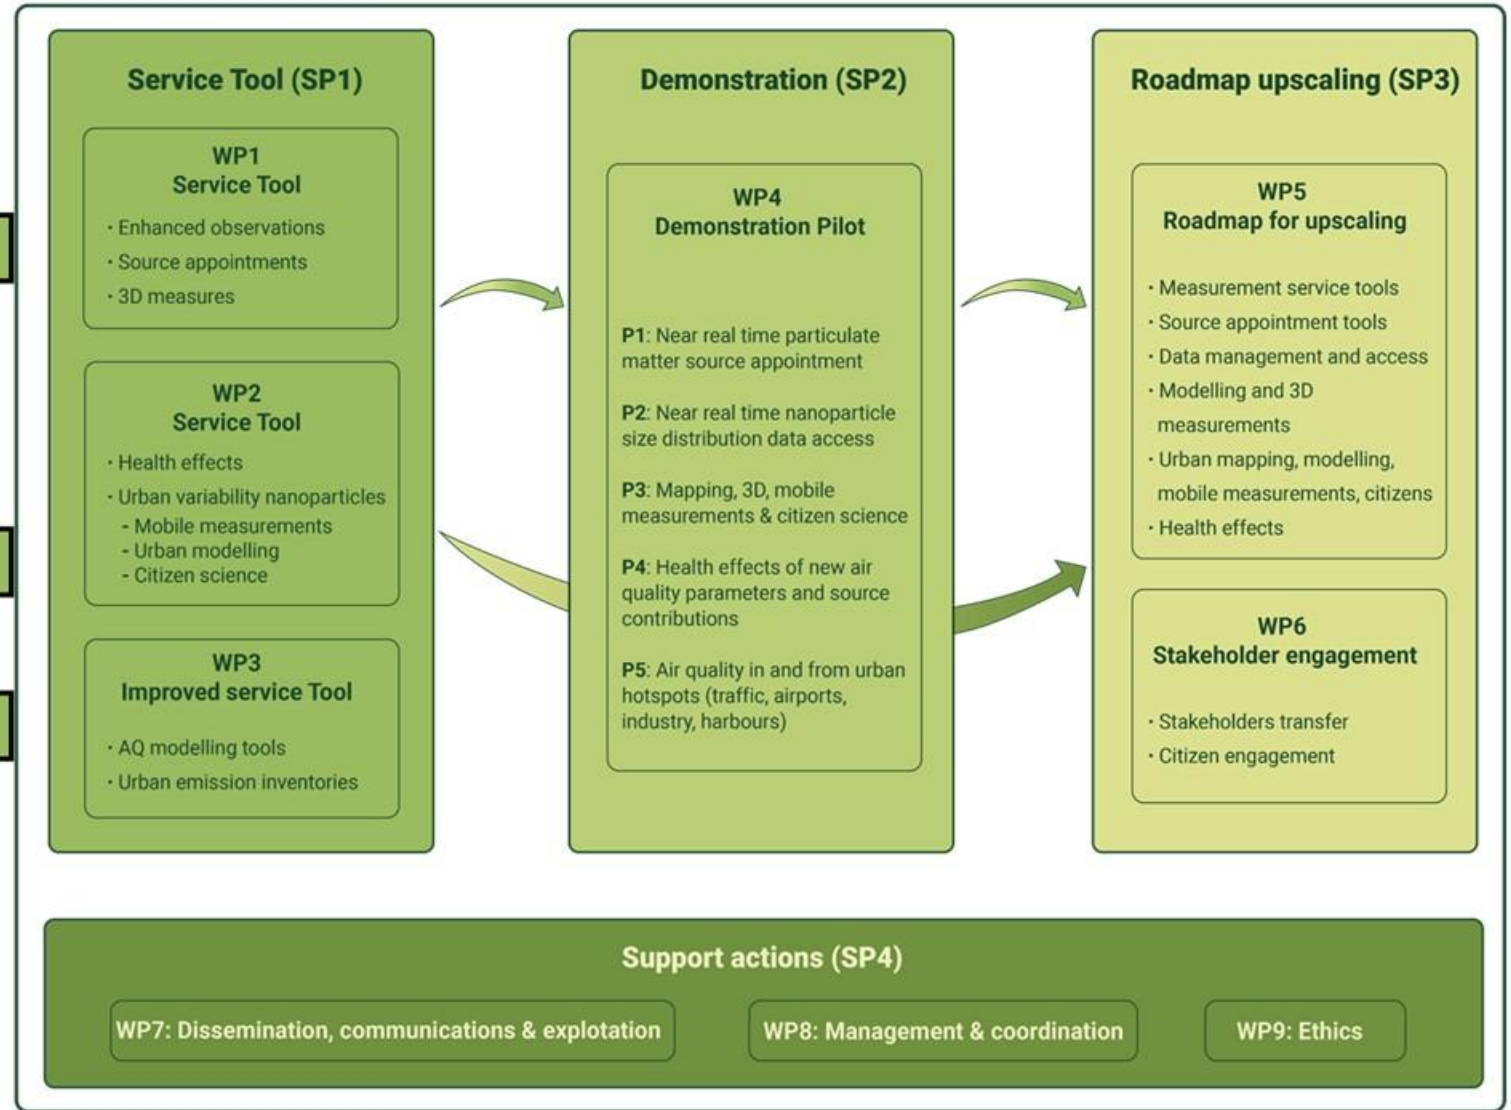 Service Tool (SP1)
WP1
Service Tool
· Enhanced observations
· Source appointments
· 3D measures
WP2
Service Tool
· Health effects
· Urban variability nanoparticles
- Mobile measurements
- Urban modelling
- Citizen science
WP3
Improved service Tool
· AQ modelling tools
· Urban emission inventories
Demonstration (SP2)
WP4
Demonstration Pilot
P1: Near real time particulate
matter source appointment
P2: Near real time nanoparticle
size distribution data access
P3: Mapping, 3D, mobile
measurements & citizen science
P4: Health effects of new air
quality parameters and source
contributions
P5: Air quality in and from urban
hotspots (traffic, airports,
industry, harbours)
Roadmap upscaling (SP3)
WP5
Roadmap for upscaling
· Measurement service tools
· Source appointment tools
· Data management and access
· Modelling and 3D
measurements
· Urban mapping, modelling,
mobile measurements, citizens
· Health effects
WP6
Stakeholder engagement
· Stakeholders transfer
· Citizen engagement
Support actions (SP4)
WP7: Dissemination, communications & explotation
WP8: Management & coordination
WP9: Ethics